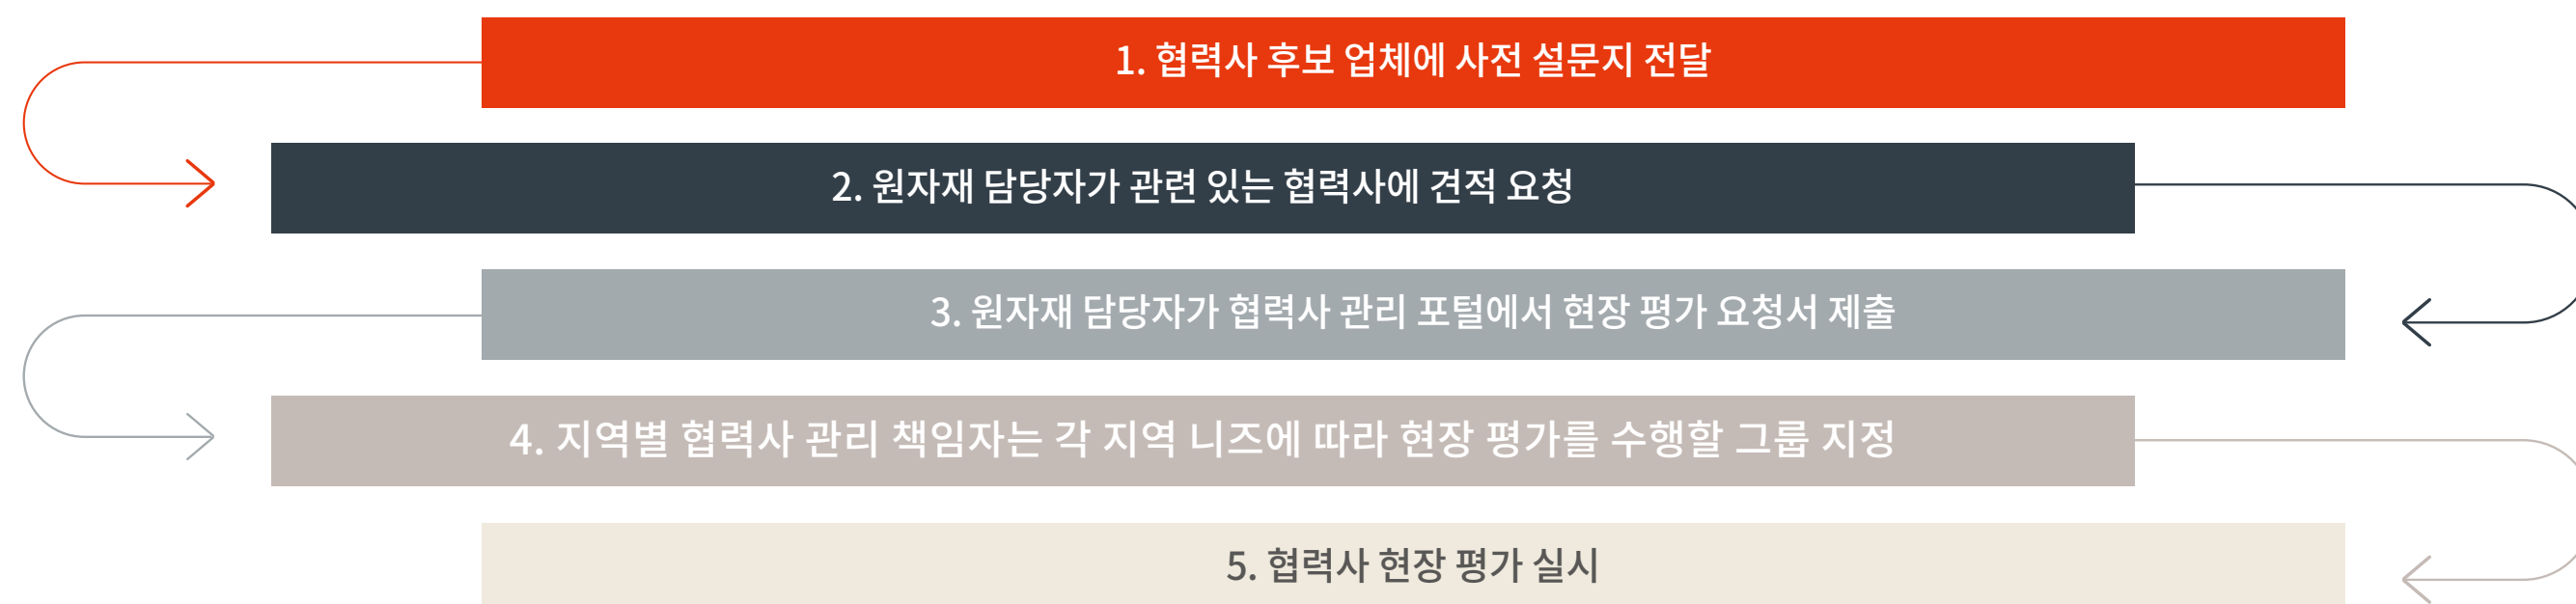 1. 협력사 후보 업체에 사전 설문지 전달
2. 원자재 담당자가 관련 있는 협력사에 견적 요청
3. 원자재 담당자가 협력사 관리 포털에서 현장 평가 요청서 제출
4. 지역별 협력사 관리 책임자는 각 지역 니즈에 따라 현장 평가를 수행할 그룹 지정
5. 협력사 현장 평가 실시